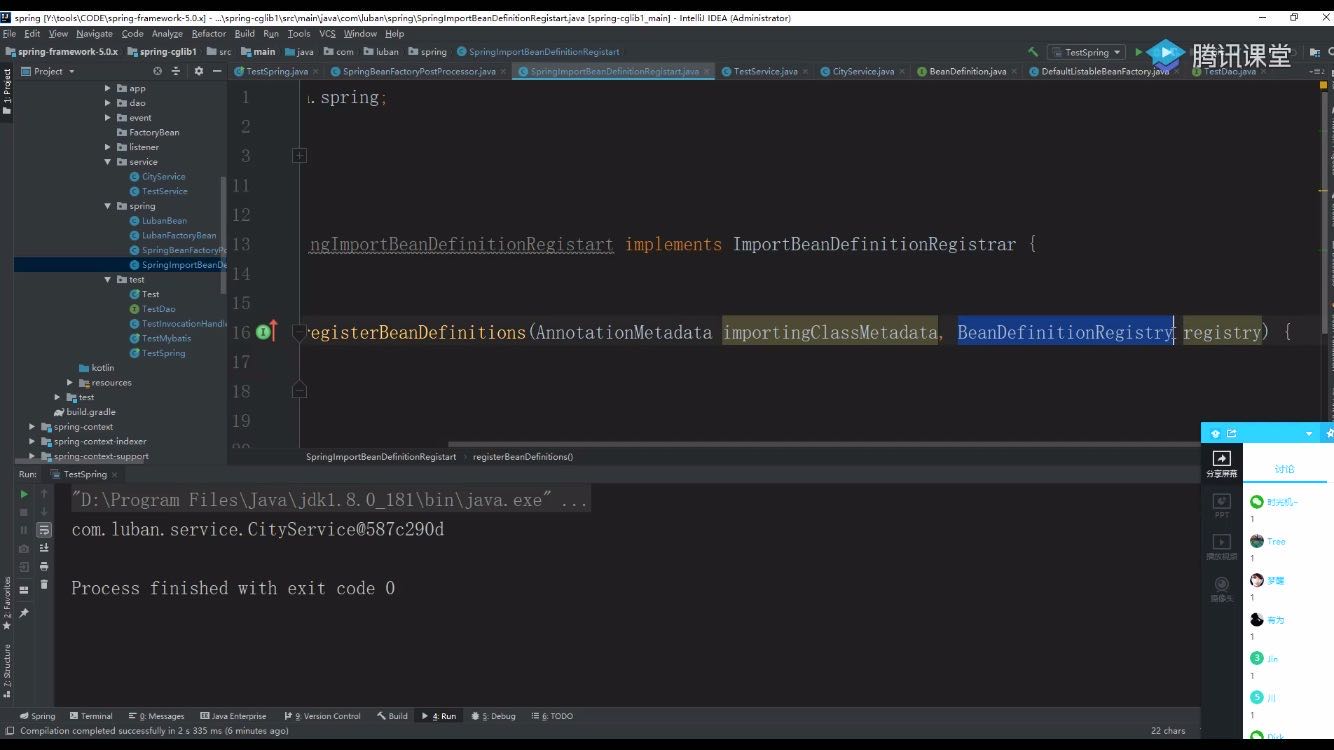 spring [Y:\tools\CODE\spring-framework-5.0.x] - ...\spring-cglib1\src\main\java\com\luban\spring\SpringImportBeanDefinitionRegistart.java [spring-cglib1_main] - IntelliJ IDEA (Administrator)
File Edit View Navigate Code Analyze Refactor Build Run Tools VCS Window Help
spring-framework-5.0.x spring-cglib1 src main java com luban spring SpringImportBeanDefinitionRegistart TestSpring
腾讯课堂
Project TestSpring.java SpringBeanFactoryPostProcessor.java SpringImportBeanDefinitionRegistart.java TestService.java CityService.java BeanDefinition.java DefaultListableBeanFactory.java TestDao.java
1: Project
app
dao
event
FactoryBean
listener
service
CityService
TestService
spring
LubanBean
LubanFactoryBean
SpringBeanFactoryPo
SpringImportBeanDe
test
Test
TestDao
TestInvocationHandl
TestMybatis
TestSpring
kotlin
resources
test
build.gradle
spring-context
spring-context-indexer
spring-context-support
1 .spring;
2
3
11
12
13 ngImportBeanDefinitionRegistart implements ImportBeanDefinitionRegistrar {
14
15
16 registerBeanDefinitions(AnnotationMetadata importingClassMetadata, BeanDefinitionRegistry registry) {
17
18
19
SpringImportBeanDefinitionRegistart › registerBeanDefinitions()
Run: TestSpring
"D:\Program Files\Java\jdk1.8.0_181\bin\java.exe" ...
com.luban.service.CityService@587c290d
Process finished with exit code 0
2: Favorites
7: Structure
分享屏幕
PPT
播放视频
摄像头
讨论
时光机~
1
Tree
1
梦醒
1
有为
1
Jin
1
川
1
Dirk
Spring Terminal 0: Messages Java Enterprise 9: Version Control Build 4: Run 5: Debug 6: TODO
Compilation completed successfully in 2 s 335 ms (6 minutes ago) 22 chars